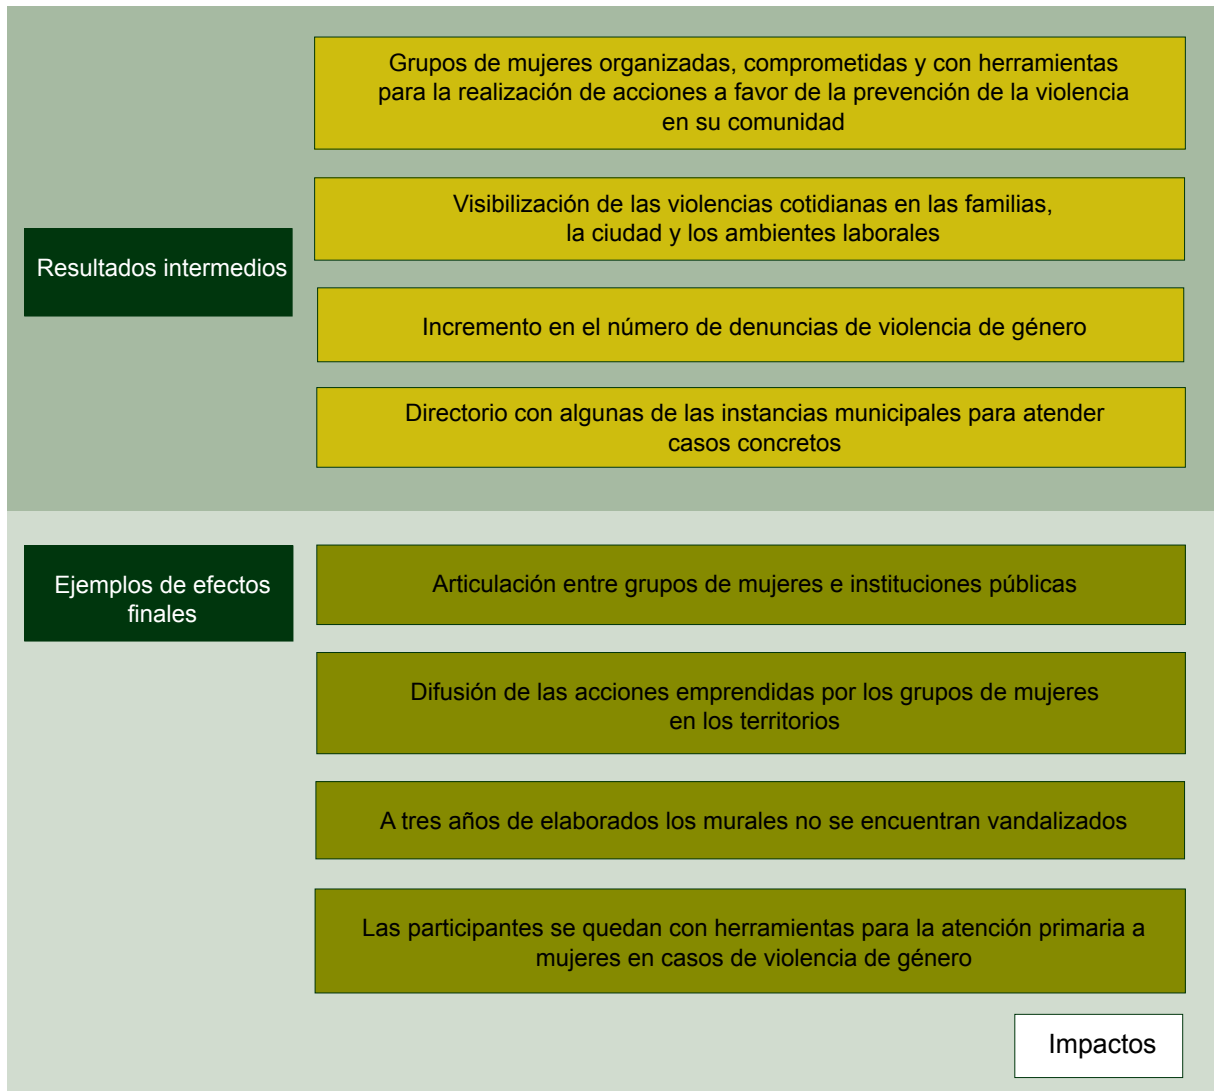 Grupos de mujeres organizadas, comprometidas y con herramientas
para la realización de acciones a favor de la prevención de la violencia
en su comunidad
Visibilización de las violencias cotidianas en las familias,
la ciudad y los ambientes laborales
Resultados intermedios
Incremento en el número de denuncias de violencia de género
Directorio con algunas de las instancias municipales para atender
casos concretos
Ejemplos de efectos
finales
Articulación entre grupos de mujeres e instituciones públicas
Difusión de las acciones emprendidas por los grupos de mujeres
en los territorios
A tres años de elaborados los murales no se encuentran vandalizados
Las participantes se quedan con herramientas para la atención primaria a
mujeres en casos de violencia de género
Impactos